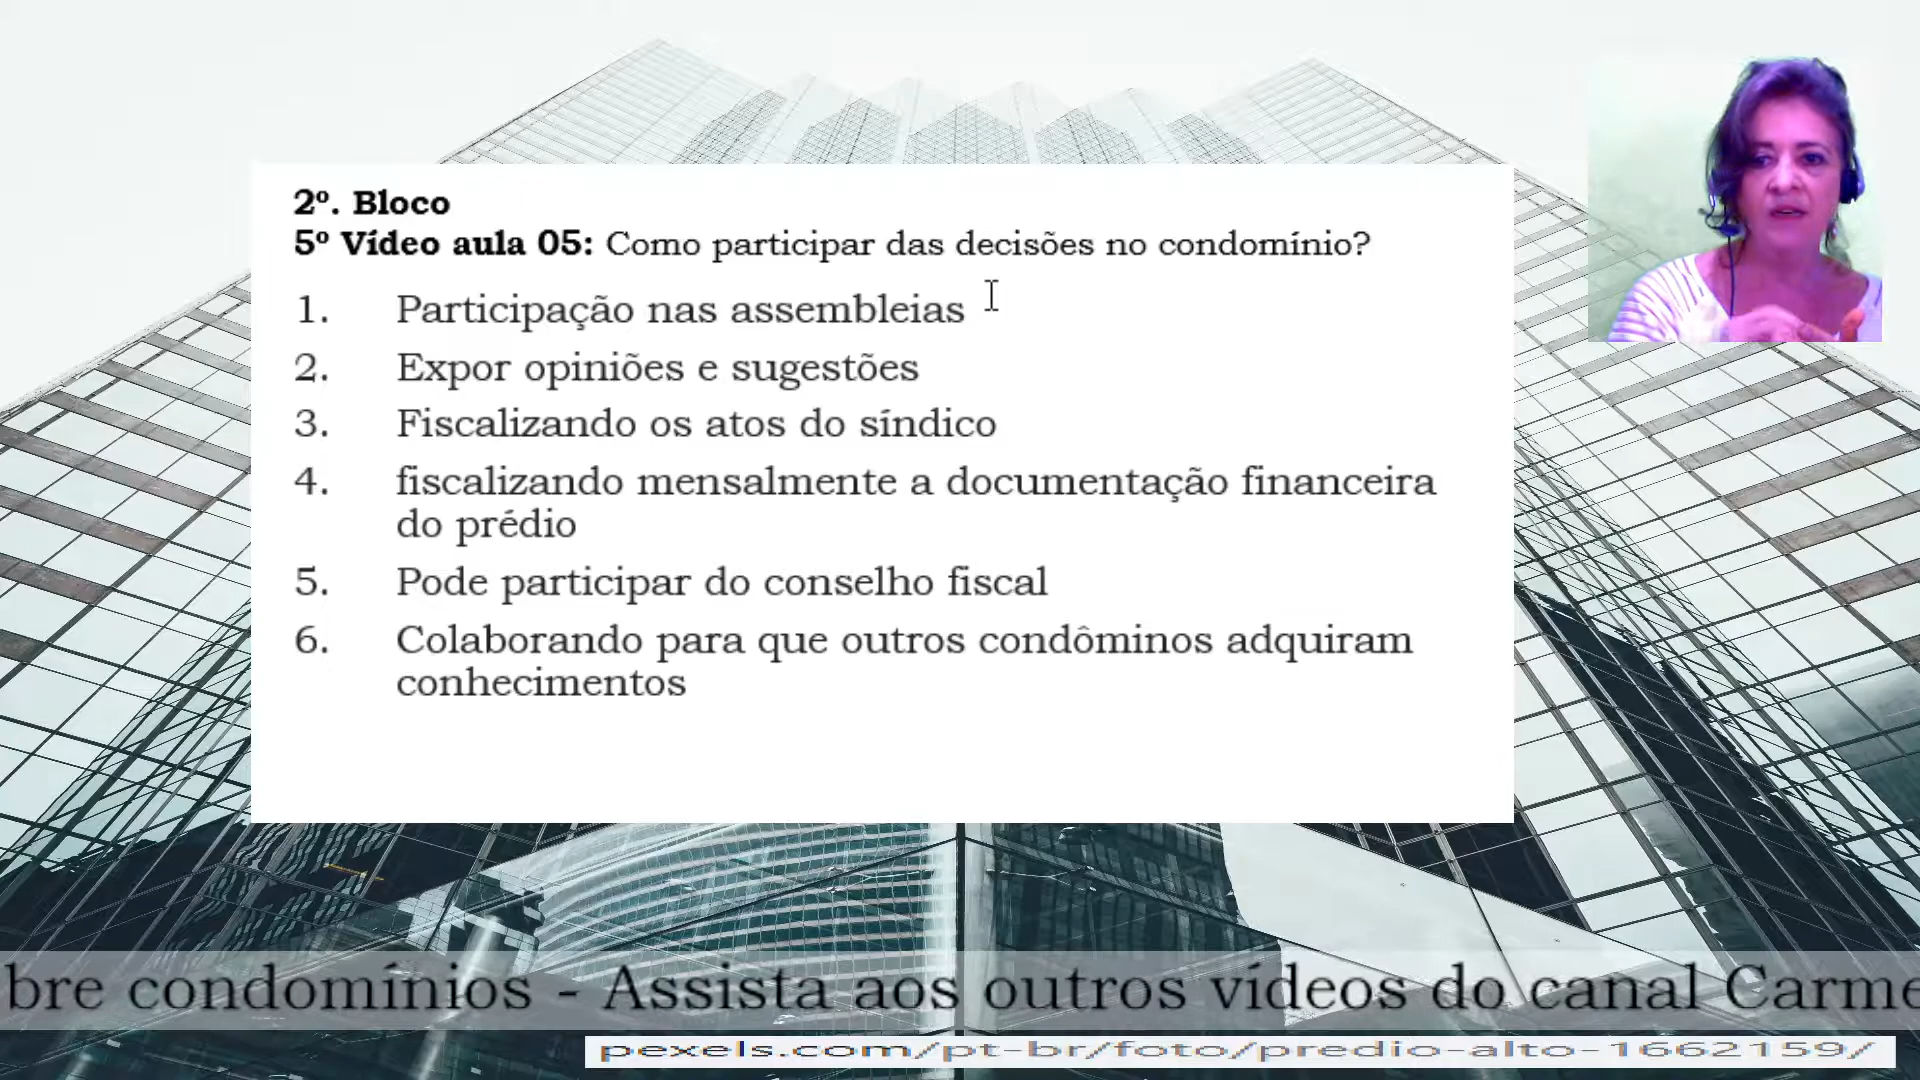 2º. Bloco
5º Vídeo aula 05: Como participar das decisões no condomínio?
1. Participação nas assembleias
2. Expor opiniões e sugestões
3. Fiscalizando os atos do síndico
4. fiscalizando mensalmente a documentação financeira
do prédio
5. Pode participar do conselho fiscal
6. Colaborando para que outros condôminos adquiram
conhecimentos
bre condomínios - Assista aos outros vídeos do canal Carme
pexels.com/pt-br/foto/predio-alto-1662159/